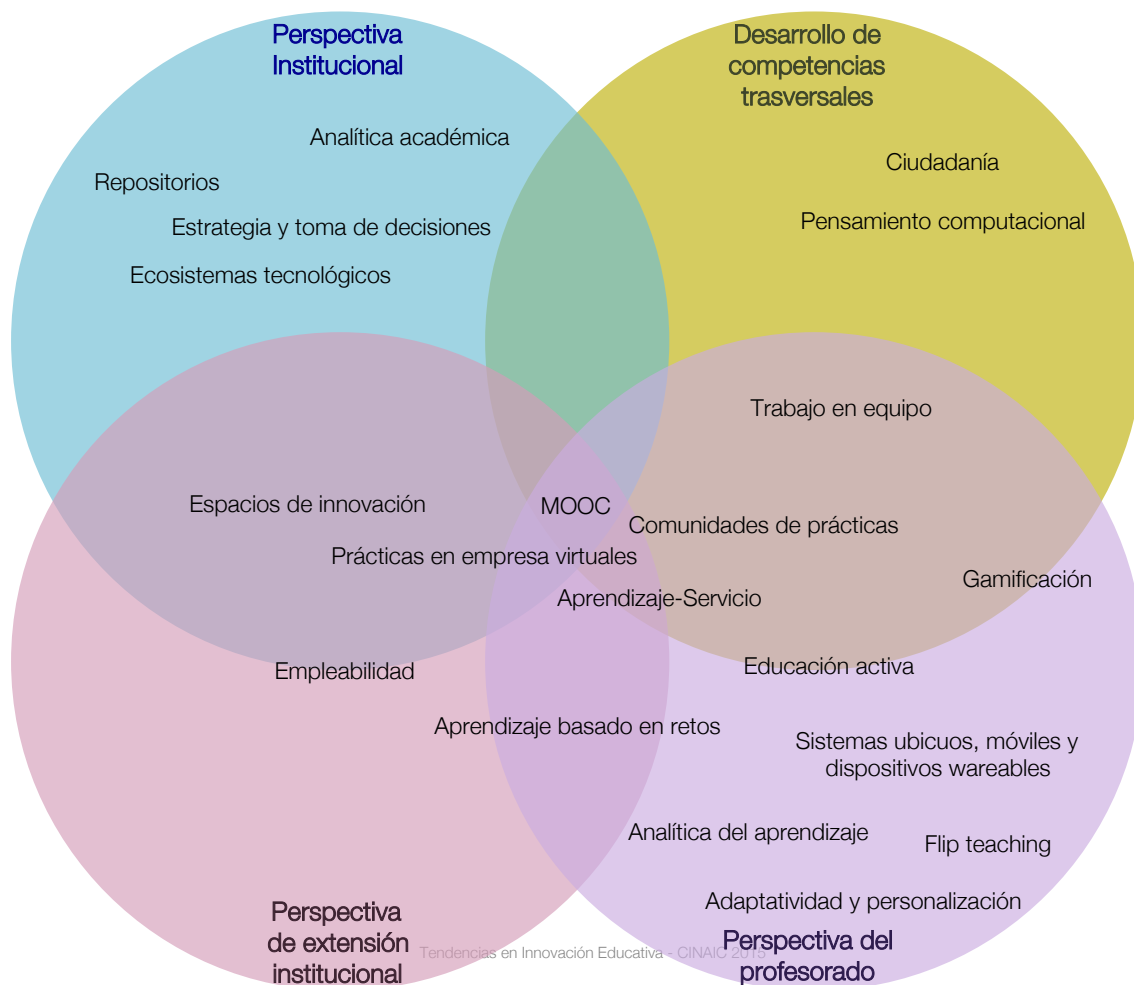 Perspectiva
Institucional
Desarrollo de
competencias
trasversales
Analítica académica
Ciudadanía
Repositorios
Pensamiento computacional
Estrategia y toma de decisiones
Ecosistemas tecnológicos
Trabajo en equipo
Espacios de innovación
MOOC
Comunidades de prácticas
Prácticas en empresa virtuales
Gamificación
Aprendizaje-Servicio
Educación activa
Empleabilidad
Aprendizaje basado en retos
Sistemas ubicuos, móviles y
dispositivos wareables
Analítica del aprendizaje
Flip teaching
Adaptatividad y personalización
Perspectiva
de extensión
institucional
Perspectiva del
profesorado
Tendencias en Innovación Educativa - CINAIC 2015